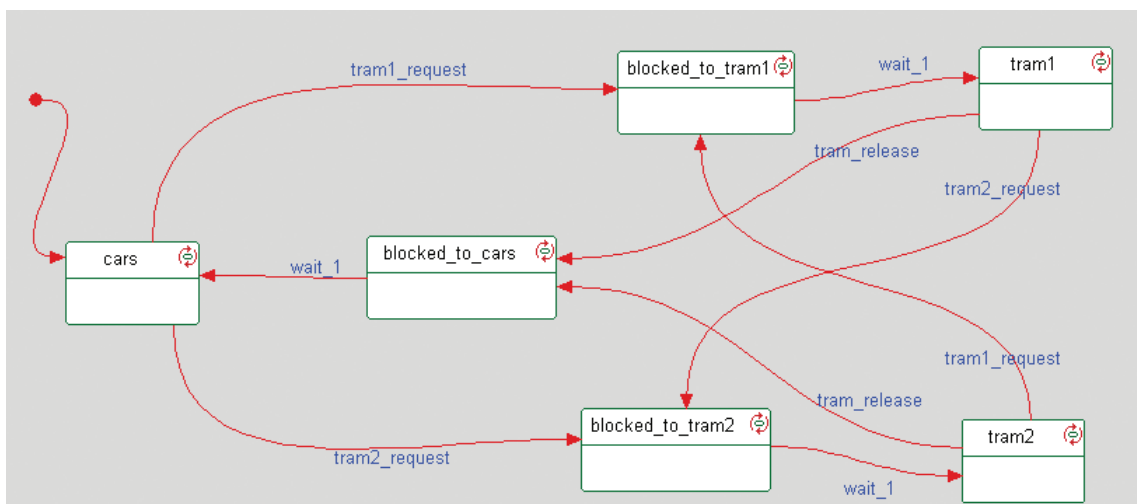 tram1_request
blocked_to_tram1
wait_1
tram1
tram_release
tram2_request
cars
wait_1
blocked_to_cars
tram1_request
tram_release
blocked_to_tram2
tram2
tram2_request
wait_1